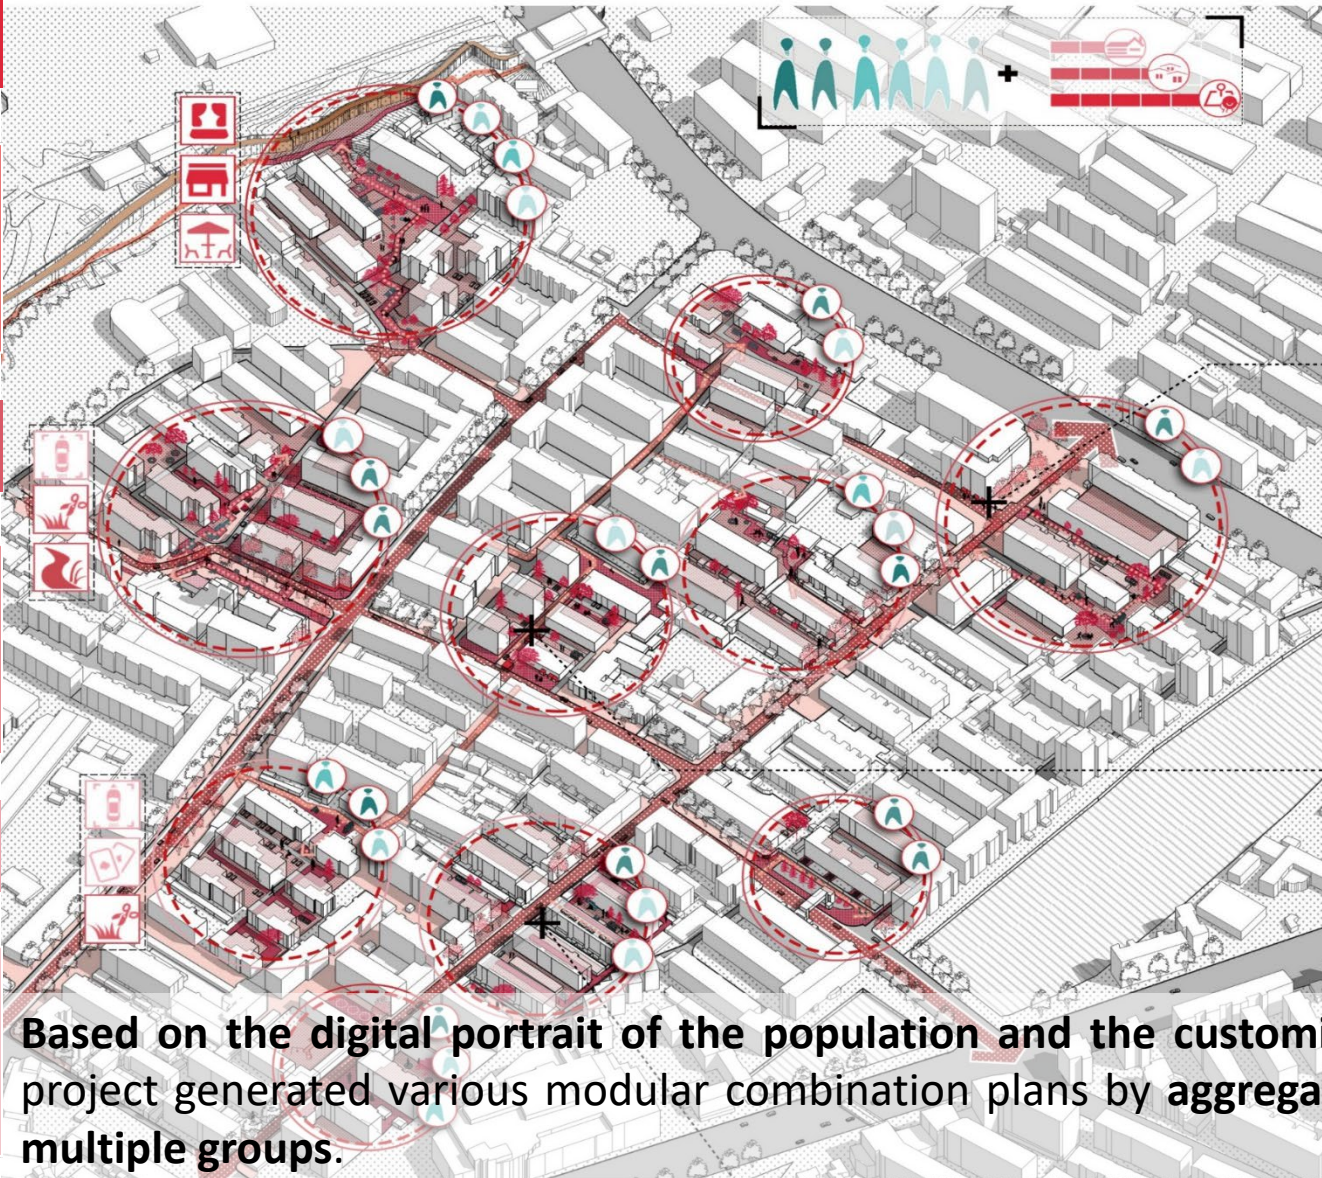 Based on the digital portrait of the population and the customi
project generated various modular combination plans by aggrega
multiple groups.